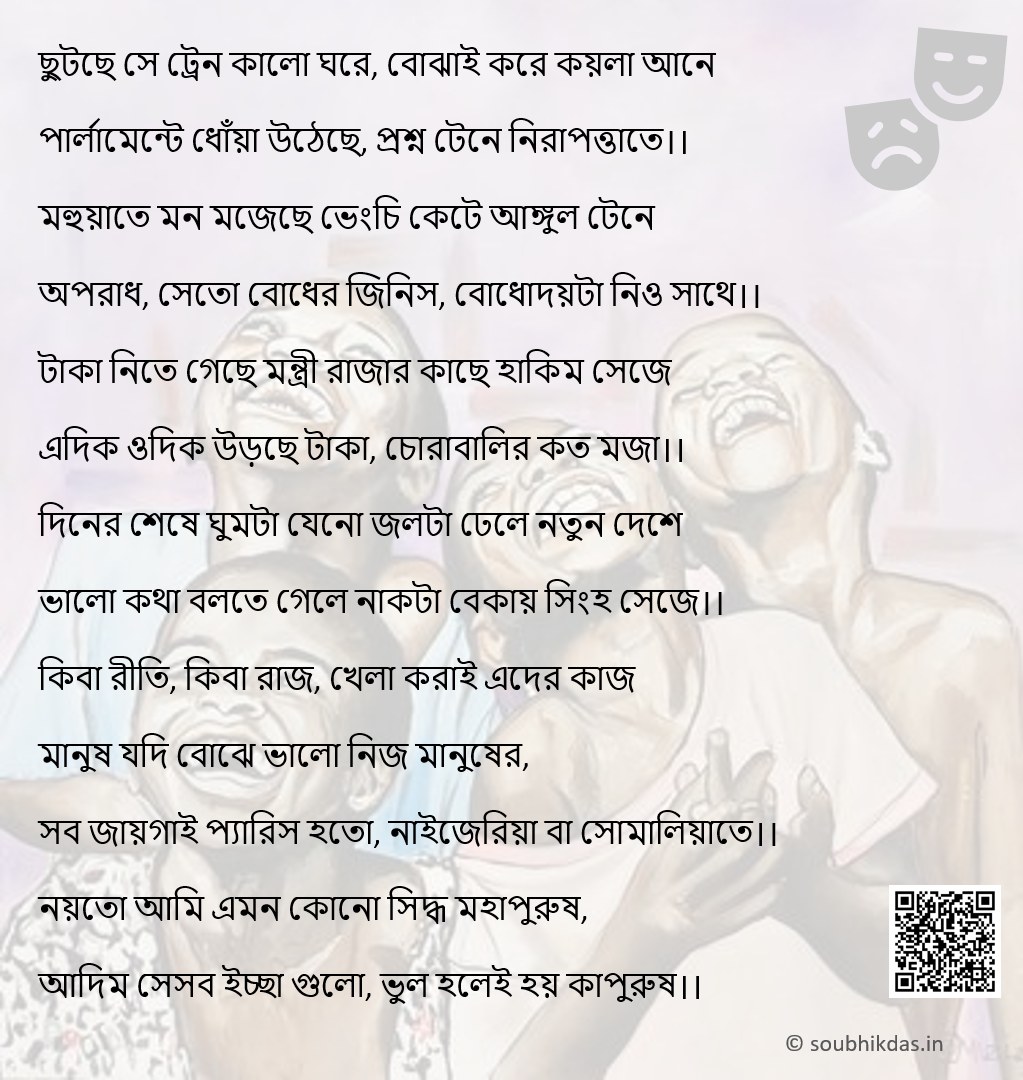 ছুটছে সে ট্রেন কালো ঘরে, বোঝাই করে কয়লা আনে
পার্লামেন্টে ধোঁয়া উঠেছে, প্রশ্ন টেনে নিরাপত্তাতে।।
মহুয়াতে মন মজেছে ভেংচি কেটে আঙ্গুল টেনে
অপরাধ, সেতো বোধের জিনিস, বোধোদয়টা নিও সাথে।।
টাকা নিতে গেছে মন্ত্রী রাজার কাছে হাকিম সেজে
এদিক ওদিক উড়ছে টাকা, চোরাবালির কত মজা।।
দিনের শেষে ঘুমটা যেনো জলটা ঢেলে নতুন দেশে
ভালো কথা বলতে গেলে নাকটা বেকায় সিংহ সেজে।।
কিবা রীতি, কিবা রাজ, খেলা করাই এদের কাজ
মানুষ যদি বোঝে ভালো নিজ মানুষের,
সব জায়গাই প্যারিস হতো, নাইজেরিয়া বা সোমালিয়াতে।।
নয়তো আমি এমন কোনো সিদ্ধ মহাপুরুষ,
আদিম সেসব ইচ্ছা গুলো, ভুল হলেই হয় কাপুরুষ।।
© soubhikdas.in